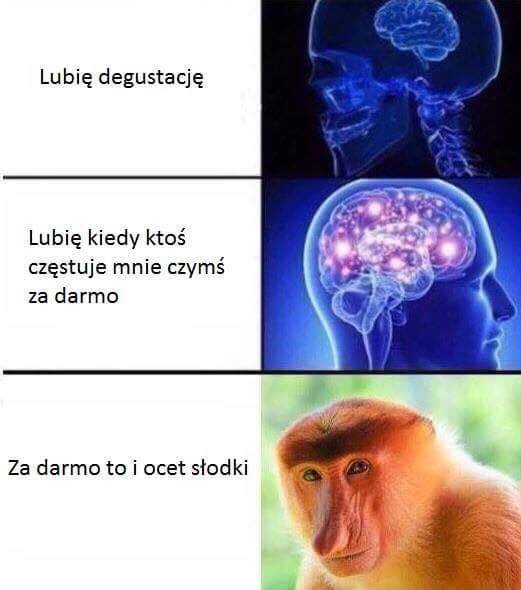 Lubię degustację
Lubię kiedy ktoś
częstuje mnie czymś
za darmo
Za darmo to i ocet słodki